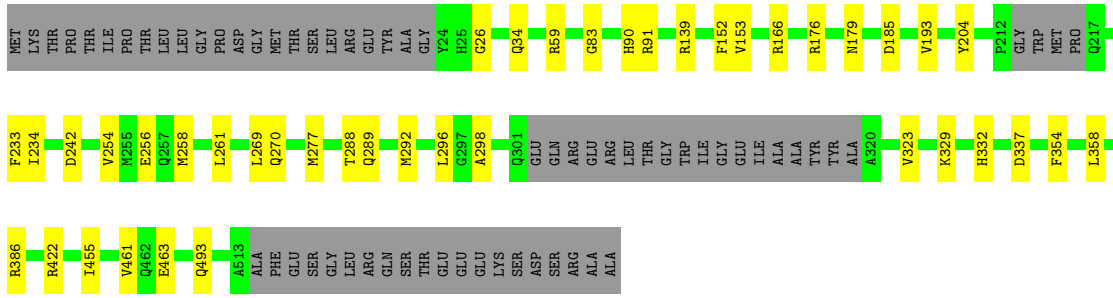 MET LYS THR PRO THR ILE PRO THR LEU LEU GLY PRO ASP GLY MET THR SER LEU ARG GLU TYR ALA GLY Y24 H25 G26 Q34 R59 G83 H90 R91 R139 F152 V153 R166 R176 N179 D185 V193 Y204 P212 GLY TRP MET PRO Q217
F233 I234 D242 V254 M255 E256 Q257 M258 L261 L269 Q270 M277 T288 Q289 M292 L296 G297 A298 Q301 GLU GLN ARG GLU ARG LEU THR GLY TRP ILE GLY GLU ILE ALA ALA TYR TYR ALA A320 V323 K329 H332 D337 F354 L358
R386 R422 I455 V461 Q462 E463 Q493 A513 ALA PHE GLU SER GLY LEU ARG GLN SER THR GLU GLU GLU LYS SER ASP SER ARG ALA ALA